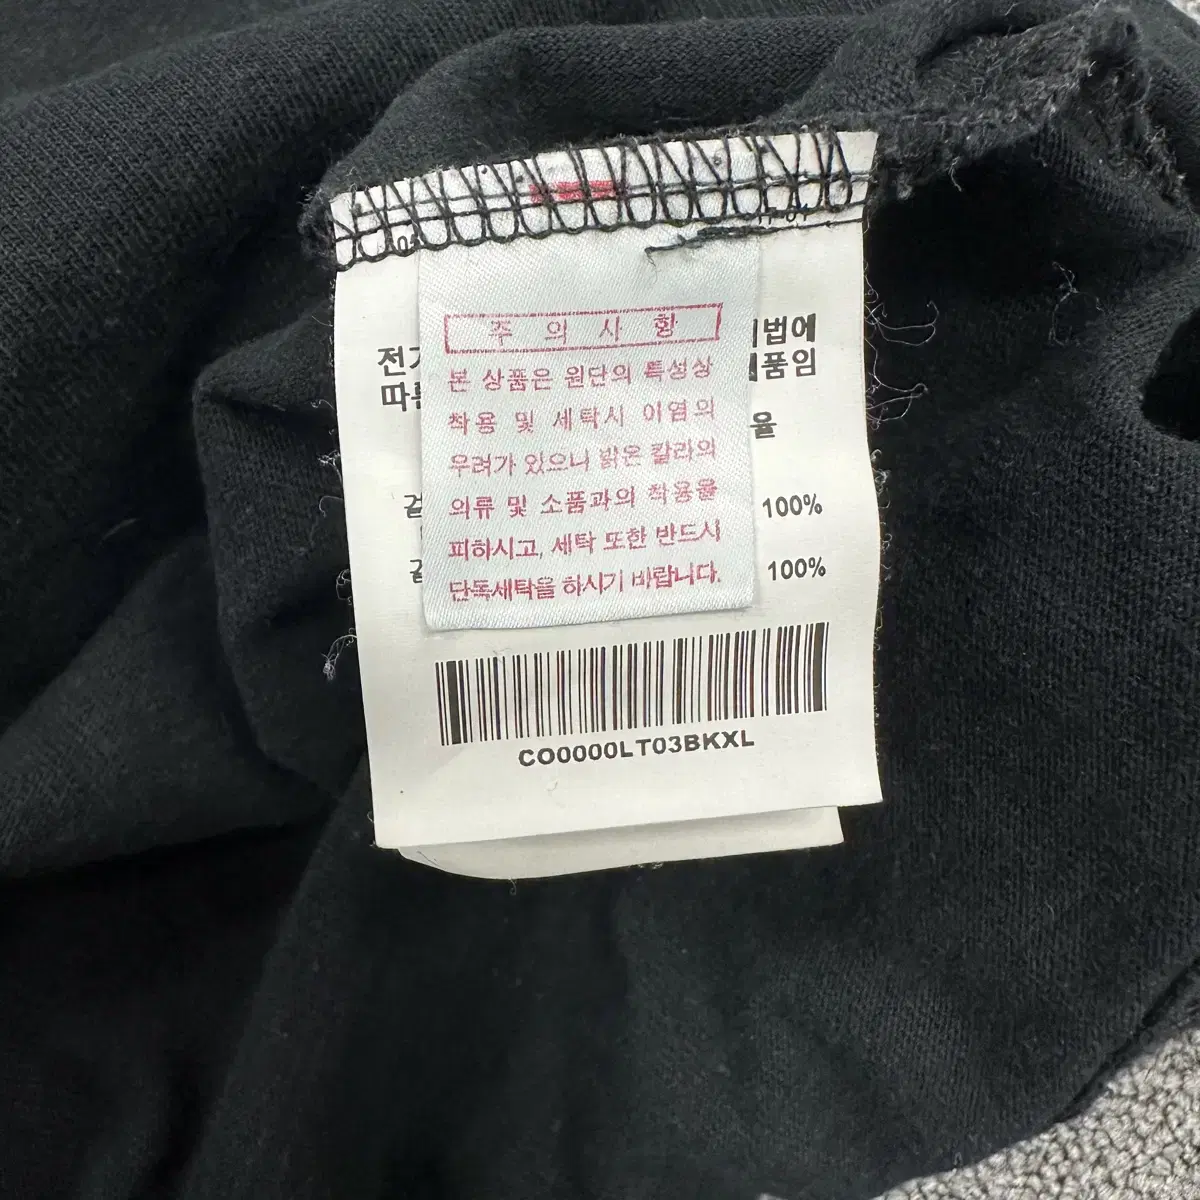 주의사항
본 상품은 원단의 특성상
착용 및 세탁시 이염의
우려가 있으니 밝은 칼라의
의류 및 소품과의 착용을
피하시고, 세탁 또한 반드시
단독세탁을 하시기 바랍니다.
법에
품임
율
100%
100%
CO0000LT03BKXL